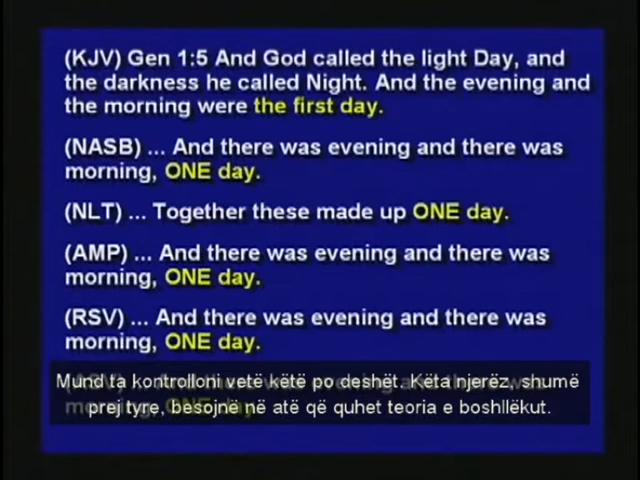 (KJV) Gen 1:5 And God called the light Day, and
the darkness he called Night. And the evening and
the morning were the first day.
(NASB) ... And there was evening and there was
morning, ONE day.
(NLT) ... Together these made up ONE day.
(AMP) ... And there was evening and there was
morning, ONE day.
(RSV) ... And there was evening and there was
morning, ONE day.
Mund ta kontrolloni vetë këtë po deshët. Këta njerëz, shumë
prej tyre, besojnë në atë që quhet teoria e boshllëkut.